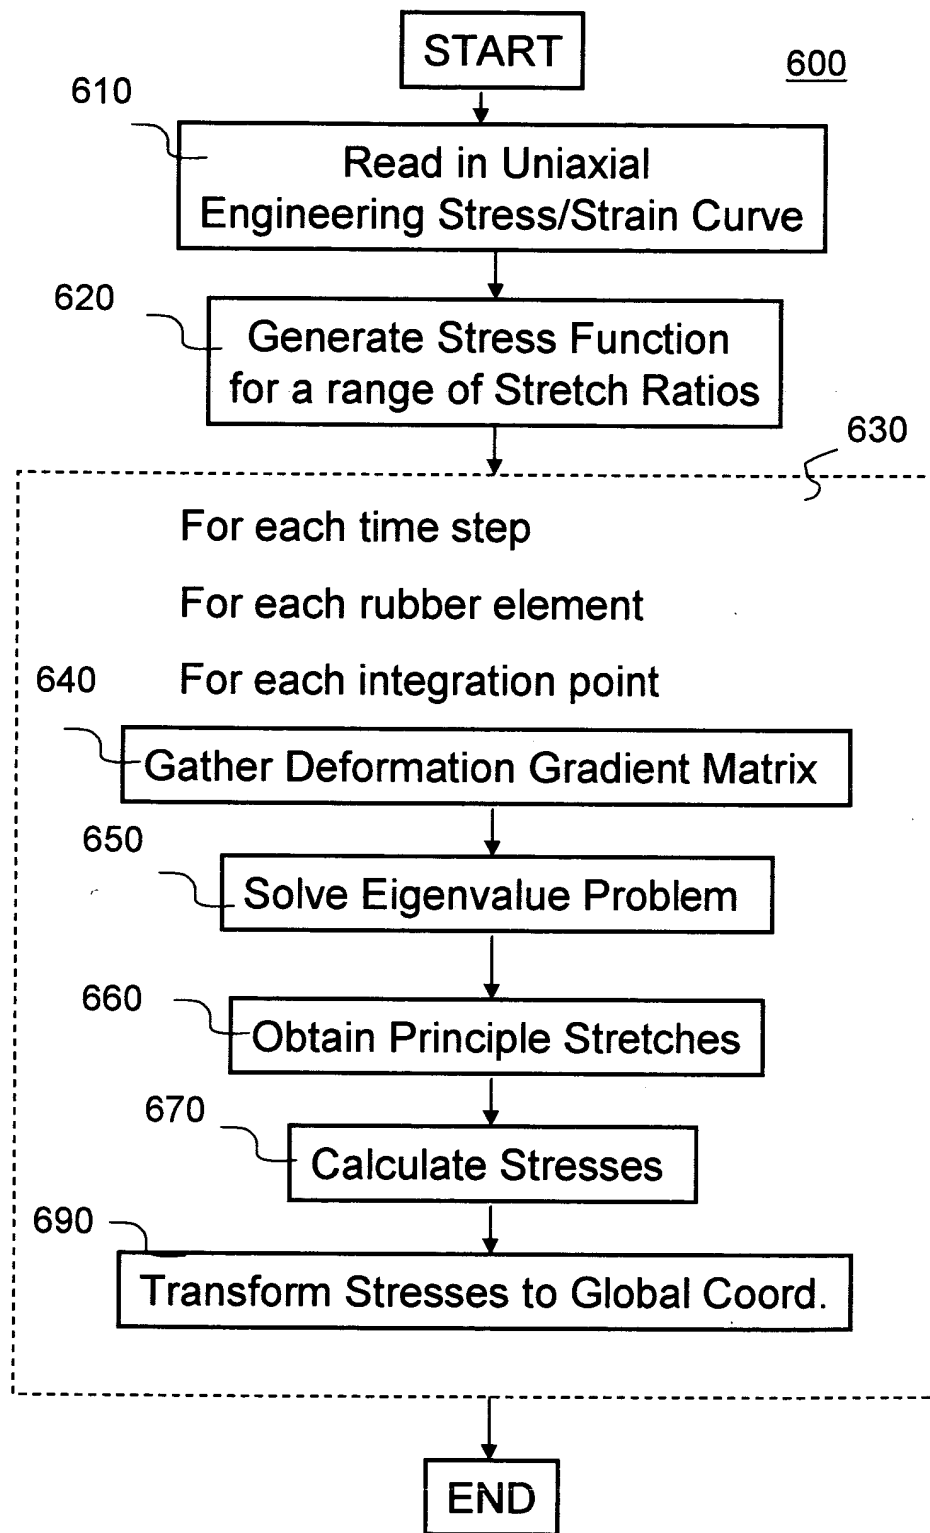 START
600
610
Read in Uniaxial
Engineering Stress/Strain Curve
620
Generate Stress Function
for a range of Stretch Ratios
630
For each time step
For each rubber element
For each integration point
640
Gather Deformation Gradient Matrix
650
Solve Eigenvalue Problem
660
Obtain Principle Stretches
670
Calculate Stresses
690
Transform Stresses to Global Coord.
END